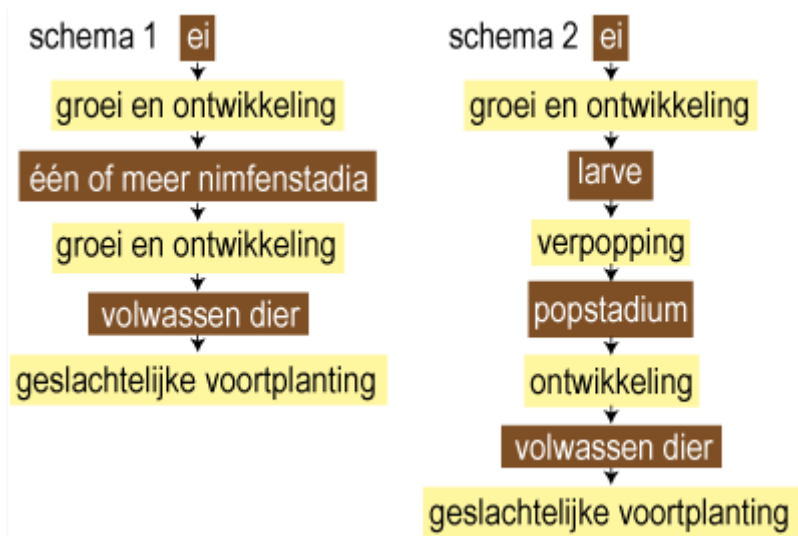 schema 1 ei
groei en ontwikkeling
één of meer nimfenstadia
groei en ontwikkeling
volwassen dier
geslachtelijke voortplanting
schema 2 ei
groei en ontwikkeling
larve
verpopping
popstadium
ontwikkeling
volwassen dier
geslachtelijke voortplanting